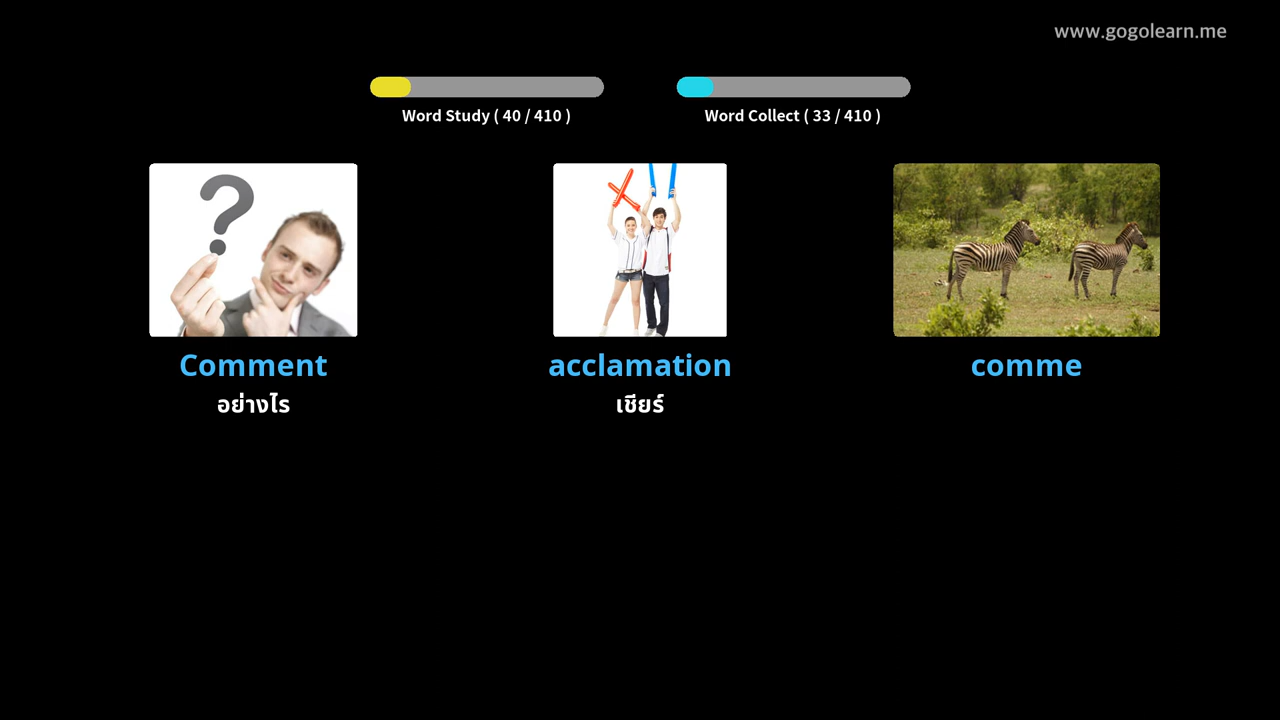 www.gogolearn.me
Word Study ( 40 / 410 )
Word Collect ( 33 / 410 )
Comment
อย่างไร
acclamation
เชียร์
comme